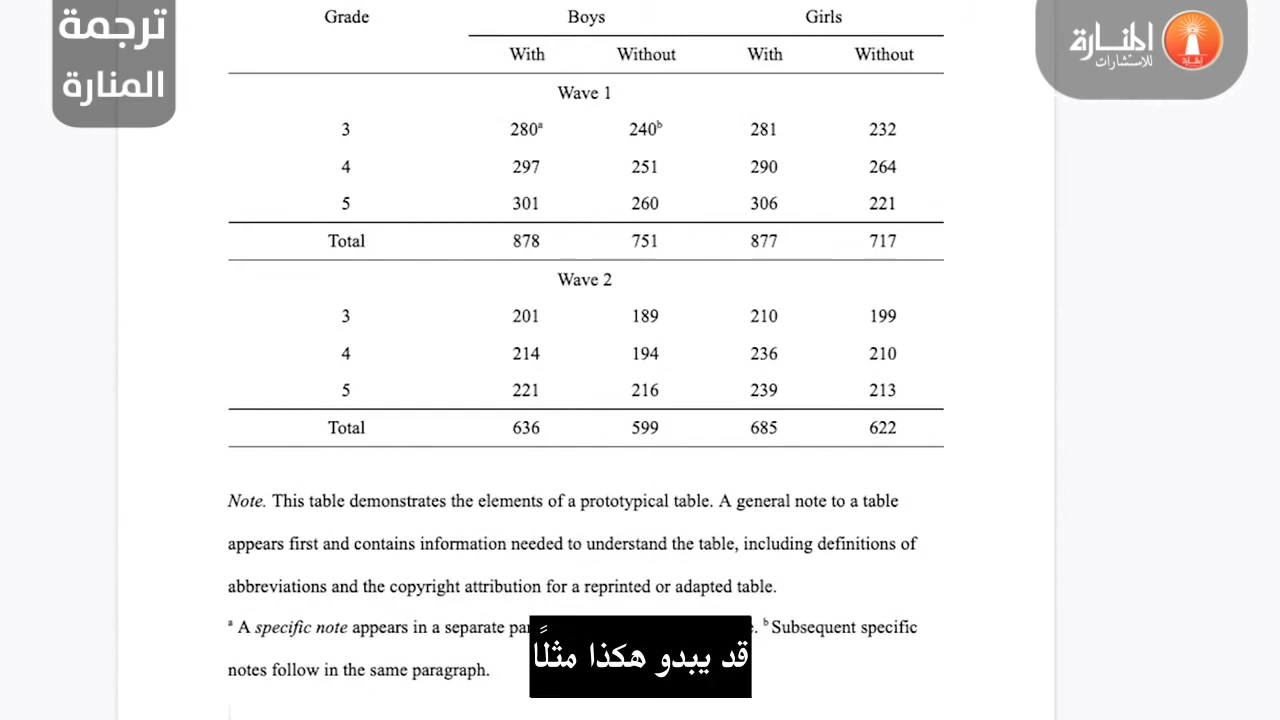 ترجمة
المنارة
المنارة
للاستشارات
Grade Boys Girls
With Without With Without
Wave 1
3 280ᵃ 240ᵇ 281 232
4 297 251 290 264
5 301 260 306 221
Total 878 751 877 717
Wave 2
3 201 189 210 199
4 214 194 236 210
5 221 216 239 213
Total 636 599 685 622
Note. This table demonstrates the elements of a prototypical table. A general note to a table
appears first and contains information needed to understand the table, including definitions of
abbreviations and the copyright attribution for a reprinted or adapted table.
ᵃ A specific note appears in a separate . ᵇ Subsequent specific
notes follow in the same paragraph.
قد يبدو هكذا مثلًا